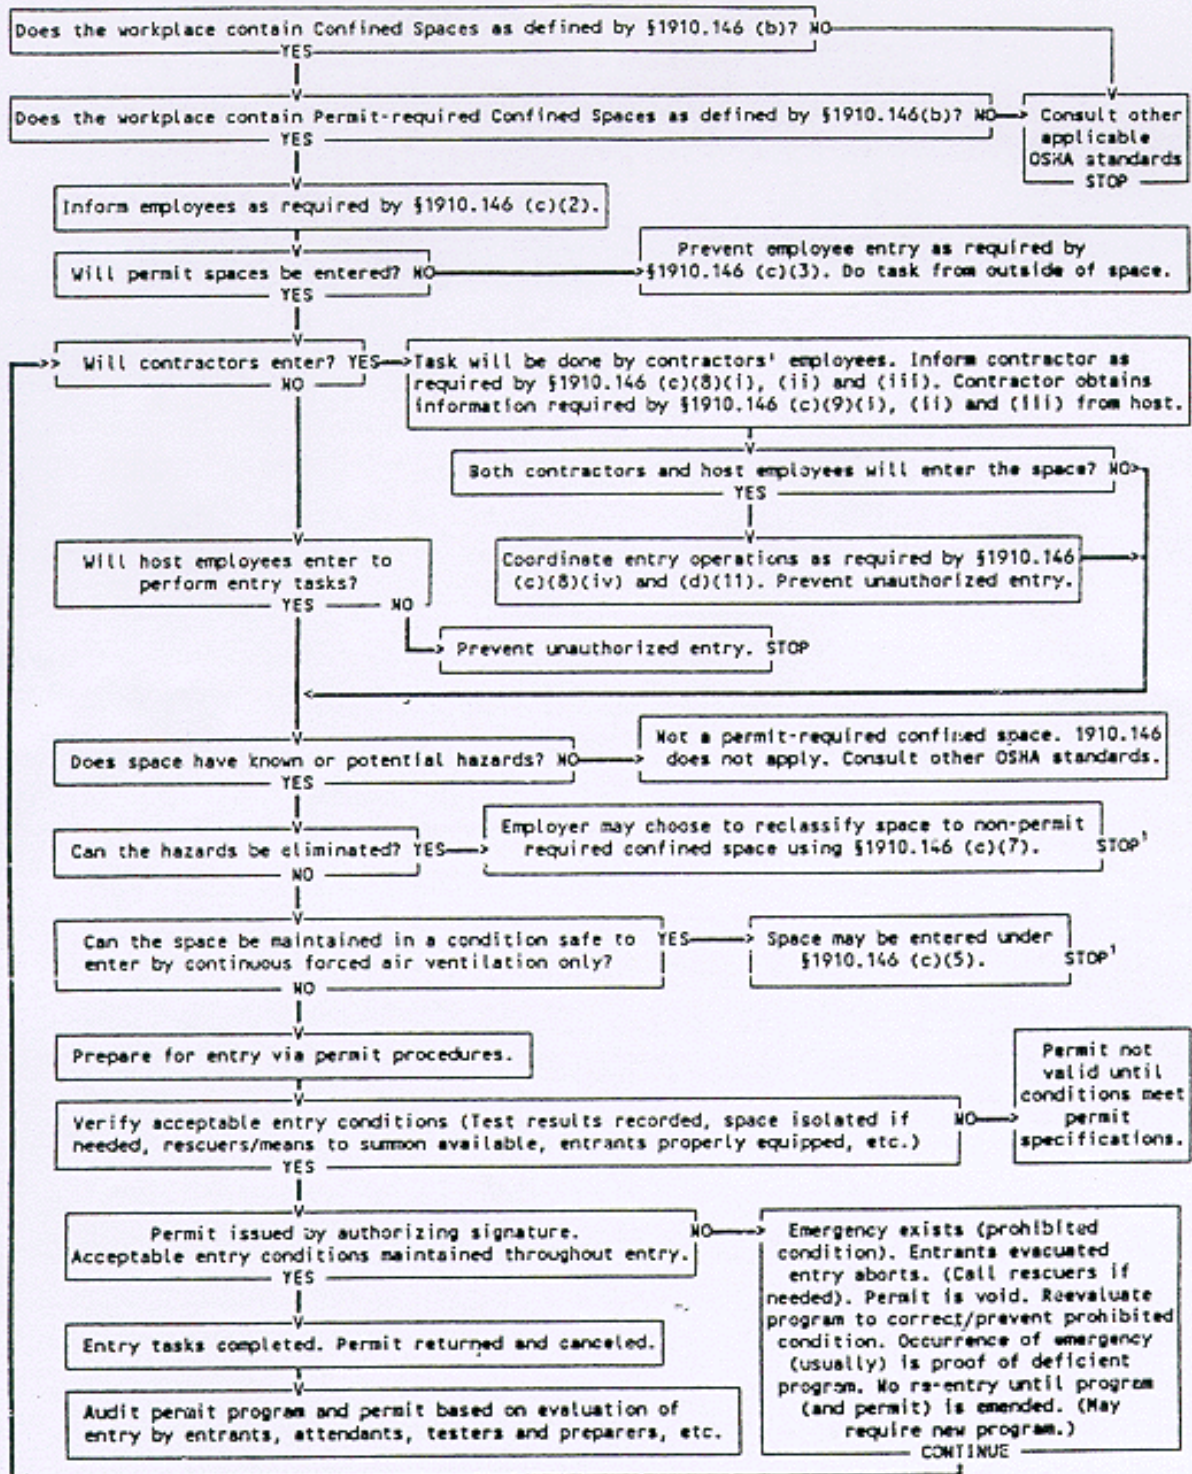 Does the workplace contain Confined Spaces as defined by §1910.146 (b)? NO
YES
Does the workplace contain Permit-required Confined Spaces as defined by §1910.146(b)? NO
YES
Consult other
applicable
OSHA standards
STOP
Inform employees as required by §1910.146 (c)(2).
Will permit spaces be entered? NO
YES
Prevent employee entry as required by
§1910.146 (c)(3). Do task from outside of space.
Will contractors enter? YES
NO
Task will be done by contractors' employees. Inform contractor as
required by §1910.146 (c)(8)(i), (ii) and (iii). Contractor obtains
information required by §1910.146 (c)(9)(i), (ii) and (iii) from host.
Both contractors and host employees will enter the space? NO
YES
Will host employees enter to
perform entry tasks?
YES NO
Coordinate entry operations as required by §1910.146
(c)(8)(iv) and (d)(11). Prevent unauthorized entry.
Prevent unauthorized entry. STOP
Does space have known or potential hazards? NO
YES
Not a permit-required confined space. 1910.146
does not apply. Consult other OSHA standards.
Can the hazards be eliminated? YES
NO
Employer may choose to reclassify space to non-permit
required confined space using §1910.146 (c)(7). STOP¹
Can the space be maintained in a condition safe to YES
enter by continuous forced air ventilation only?
NO
Space may be entered under
§1910.146 (c)(5). STOP¹
Prepare for entry via permit procedures.
Verify acceptable entry conditions (Test results recorded, space isolated if NO
needed, rescuers/means to summon available, entrants properly equipped, etc.)
YES
Permit not
valid until
conditions meet
permit
specifications.
Permit issued by authorizing signature. NO
Acceptable entry conditions maintained throughout entry.
YES
Emergency exists (prohibited
condition). Entrants evacuated
entry aborts. (Call rescuers if
needed). Permit is void. Reevaluate
program to correct/prevent prohibited
condition. Occurrence of emergency
(usually) is proof of deficient
program. No re-entry until program
(and permit) is amended. (May
require new program.)
CONTINUE
Entry tasks completed. Permit returned and canceled.
Audit permit program and permit based on evaluation of
entry by entrants, attendants, testers and preparers, etc.